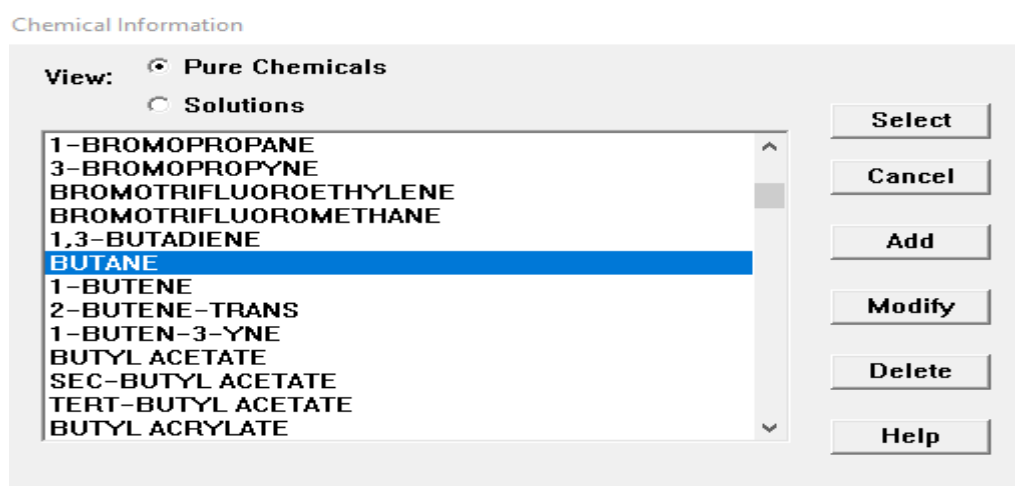 Chemical Information
View:
Pure Chemicals
Solutions
1-BROMOPROPANE
3-BROMOPROPYNE
BROMOTRIFLUOROETHYLENE
BROMOTRIFLUOROMETHANE
1,3-BUTADIENE
BUTANE
1-BUTENE
2-BUTENE-TRANS
1-BUTEN-3-YNE
BUTYL ACETATE
SEC-BUTYL ACETATE
TERT-BUTYL ACETATE
BUTYL ACRYLATE
Select
Cancel
Add
Modify
Delete
Help